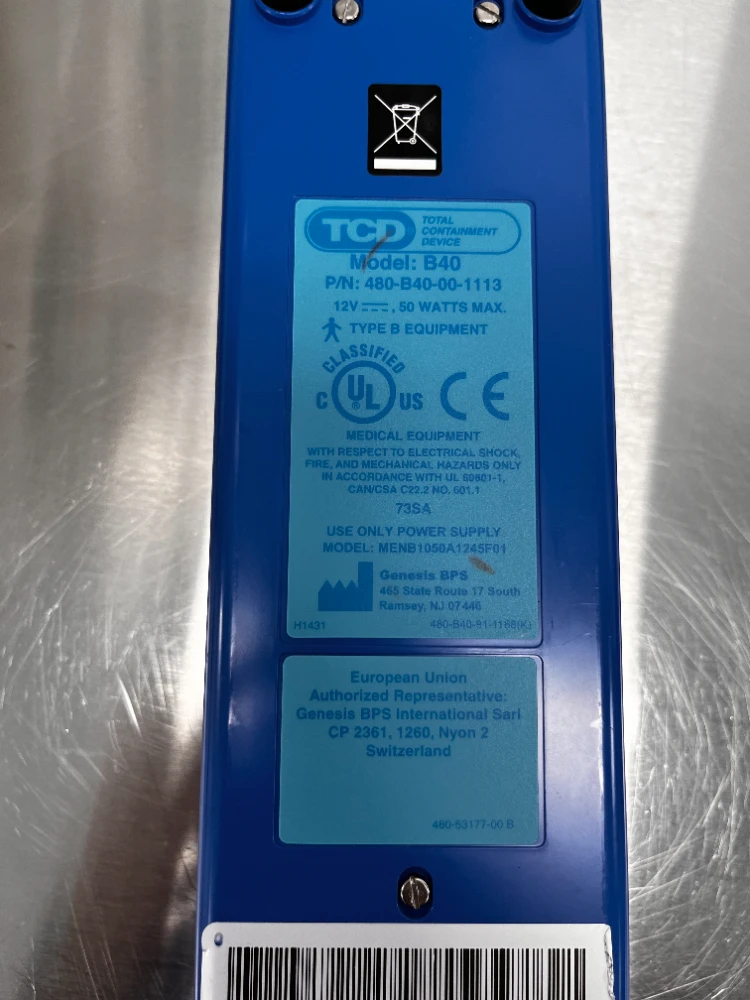 TCD TOTAL
CONTAINMENT
DEVICE
Model: B40
P/N: 480-B40-00-1113
12V , 50 WATTS MAX.
TYPE B EQUIPMENT
CLASSIFIED
C UL ® US CE
MEDICAL EQUIPMENT
WITH RESPECT TO ELECTRICAL SHOCK,
FIRE, AND MECHANICAL HAZARDS ONLY
IN ACCORDANCE WITH UL 60601-1,
CAN/CSA C22.2 NO. 601.1
73SA
USE ONLY POWER SUPPLY
MODEL: MENB1050A1245F01
Genesis BPS
465 State Route 17 South
Ramsey, NJ 07446
H1431
European Union
Authorized Representative:
Genesis BPS International Sarl
CP 2361, 1260, Nyon 2
Switzerland
480-53177-00 B